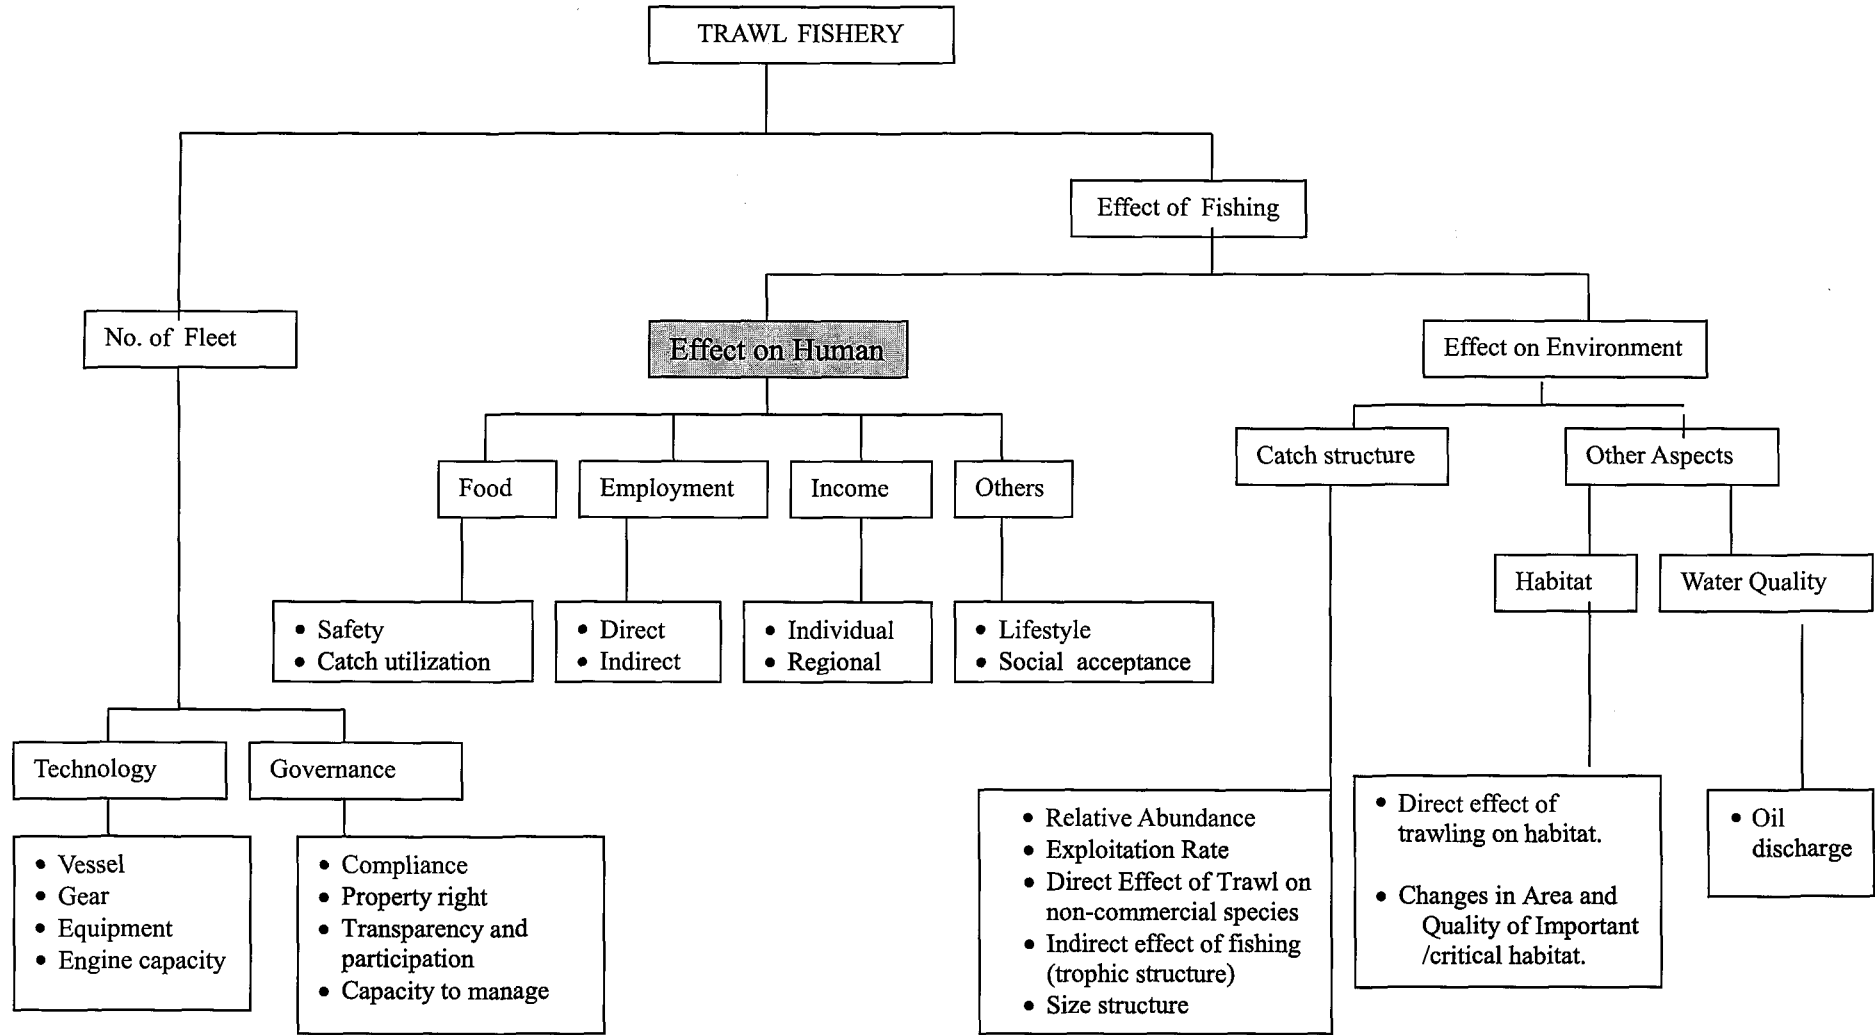 TRAWL FISHERY
Effect of Fishing
No. of Fleet
Effect on Human
Effect on Environment
Food
Employment
Income
Others
Catch structure
Other Aspects
Habitat
Water Quality
• Safety
• Catch utilization
• Direct
• Indirect
• Individual
• Regional
• Lifestyle
• Social acceptance
Technology
Governance
• Vessel
• Gear
• Equipment
• Engine capacity
• Compliance
• Property right
• Transparency and
participation
• Capacity to manage
• Relative Abundance
• Exploitation Rate
• Direct Effect of Trawl on
non-commercial species
• Indirect effect of fishing
(trophic structure)
• Size structure
• Direct effect of
trawling on habitat.
• Changes in Area and
Quality of Important
/critical habitat.
• Oil
discharge